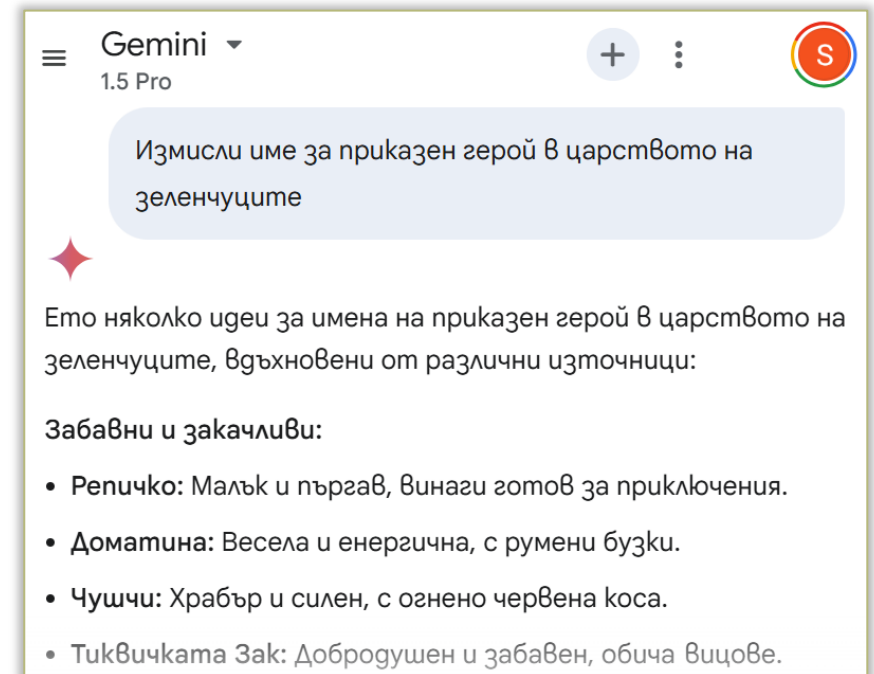 Gemini
1.5 Pro
S
Измисли име за приказен герой в царството на
зеленчуците
Ето няколко идеи за имена на приказен герой в царството на
зеленчуците, вдъхновени от различни източници:
Забавни и закачливи:
• Репичко: Малък и пъргав, винаги готов за приключения.
• Доматина: Весела и енергична, с румени бузки.
• Чушчи: Храбър и силен, с огнено червена коса.
• Тиквичката Зак: Добродушен и забавен, обича вицове.